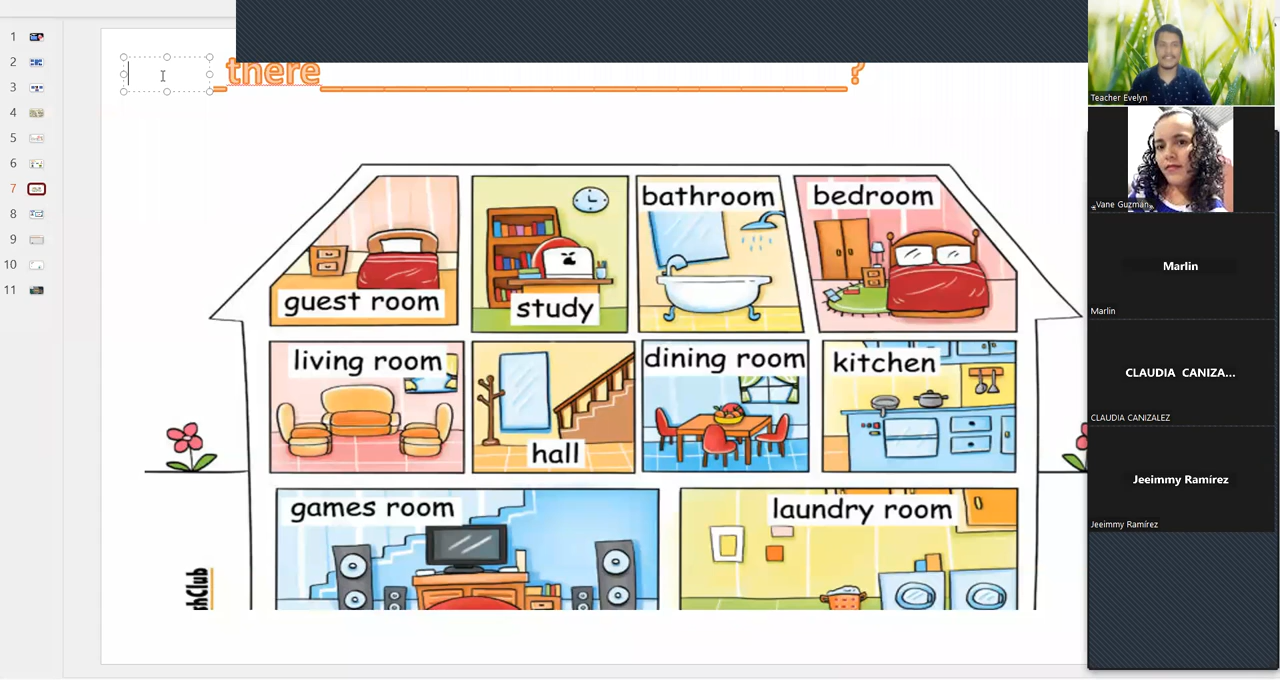 1
2
3
4
5
6
7
8
9
10
11
_there______________________________?
guest room
study
bathroom
bedroom
living room
hall
dining room
kitchen
games room
laundry room
shClub
Teacher Evelyn
Vane Guzman
Marlin
Marlin
CLAUDIA CANIZA...
CLAUDIA CANIZALEZ
Jeeimmy Ramírez
Jeeimmy Ramírez